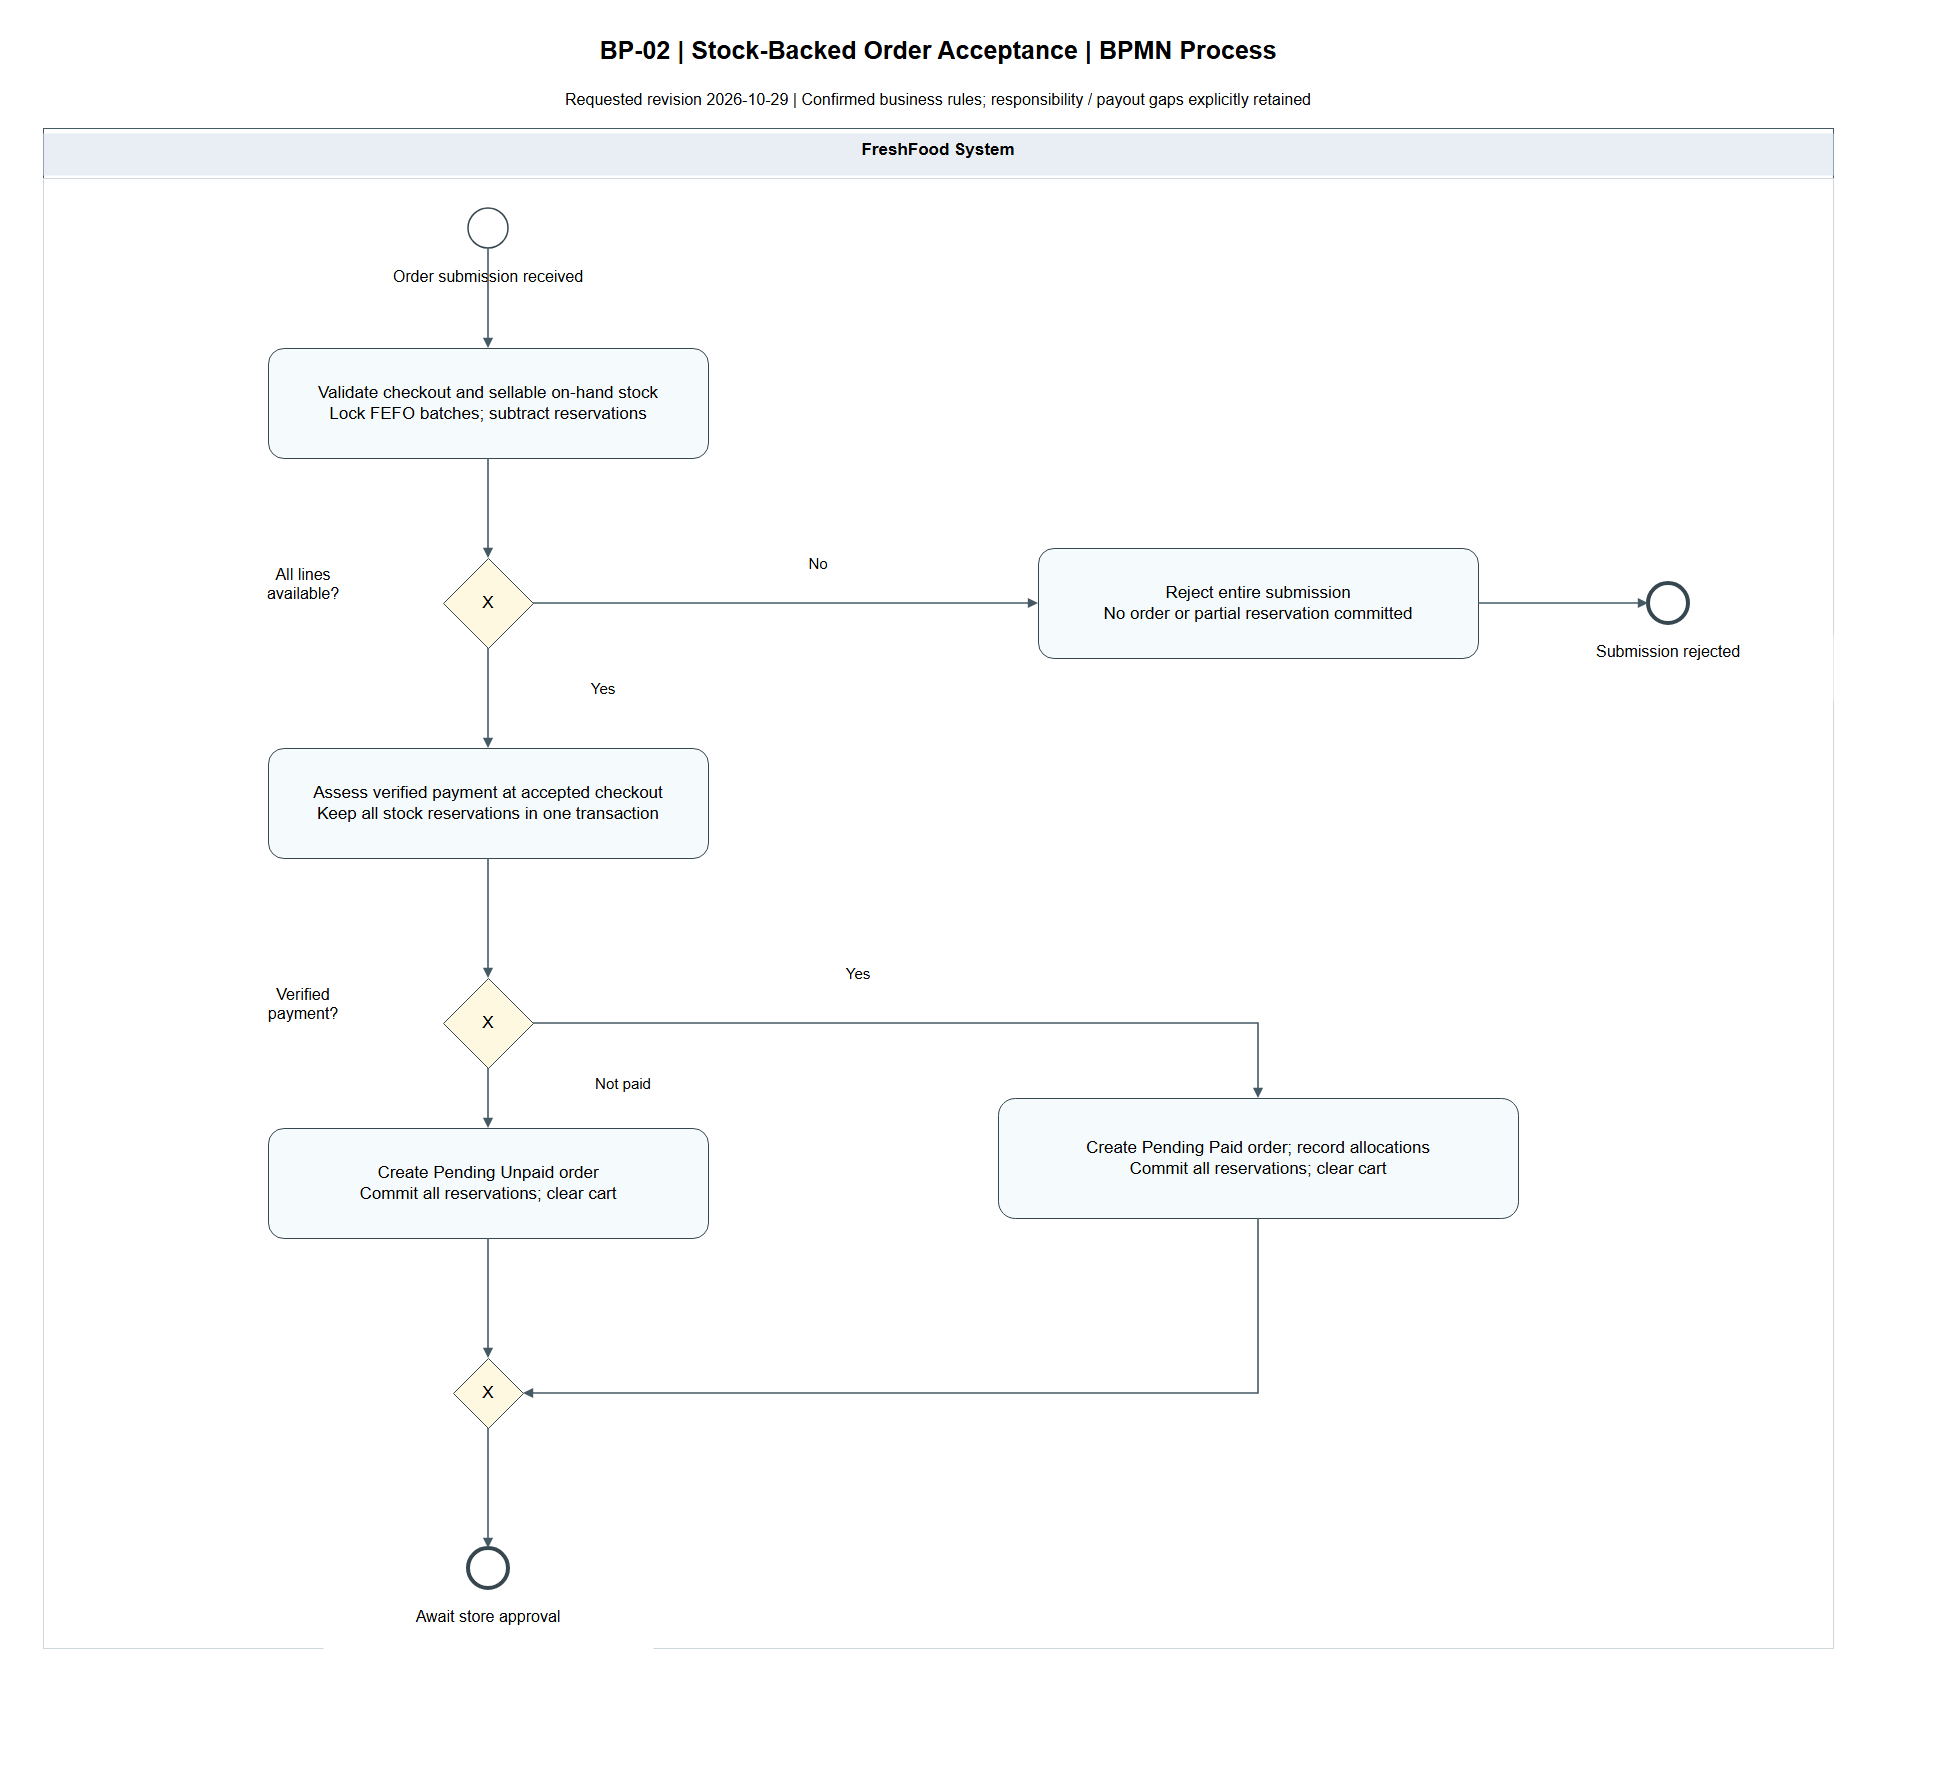 BP-02 | Stock-Backed Order Acceptance | BPMN Process
Requested revision 2026-10-29 | Confirmed business rules; responsibility / payout gaps explicitly retained
FreshFood System
Order submission received
Validate checkout and sellable on-hand stock
Lock FEFO batches; subtract reservations
All lines
available?
X
No
Reject entire submission
No order or partial reservation committed
Submission rejected
Yes
Assess verified payment at accepted checkout
Keep all stock reservations in one transaction
Verified
payment?
X
Yes
Not paid
Create Pending Unpaid order
Commit all reservations; clear cart
Create Pending Paid order; record allocations
Commit all reservations; clear cart
X
Await store approval